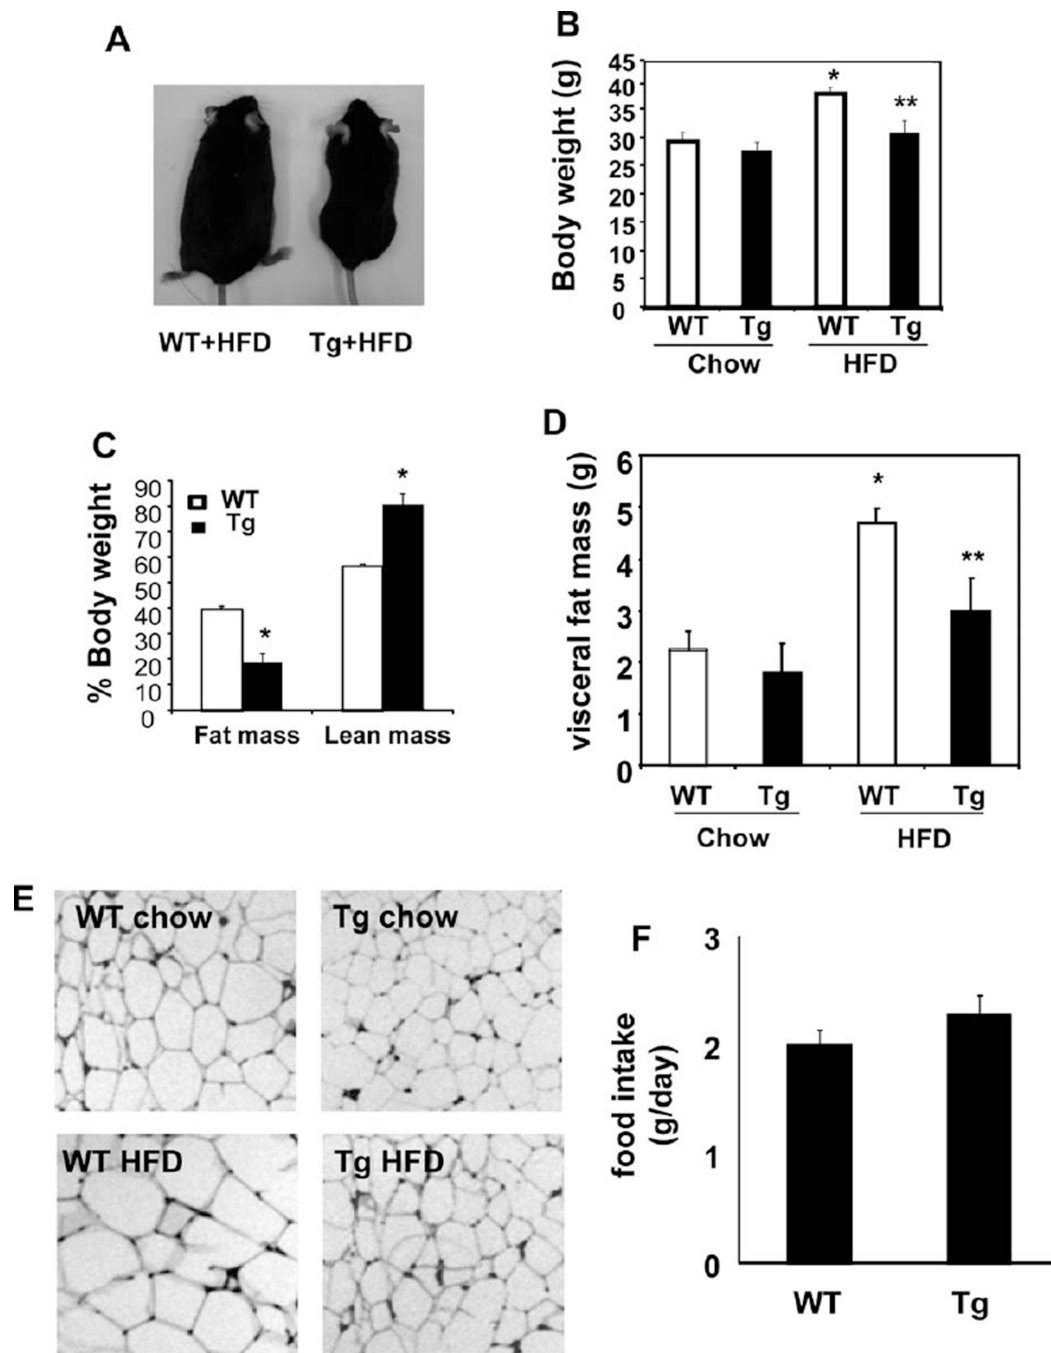 A
WT+HFD Tg+HFD
B
Body weight (g)
45
40
35
30
25
20
15
10
5
0
*
**
WT Tg WT Tg
Chow HFD
C
% Body weight
90
80
70
60
50
40
30
20
10
0
WT
Tg
*
*
Fat mass Lean mass
D
visceral fat mass (g)
6
5
4
3
2
1
0
*
**
WT Tg WT Tg
Chow HFD
E
WT chow Tg chow
WT HFD Tg HFD
F
food intake
(g/day)
3
2
1
0
WT Tg